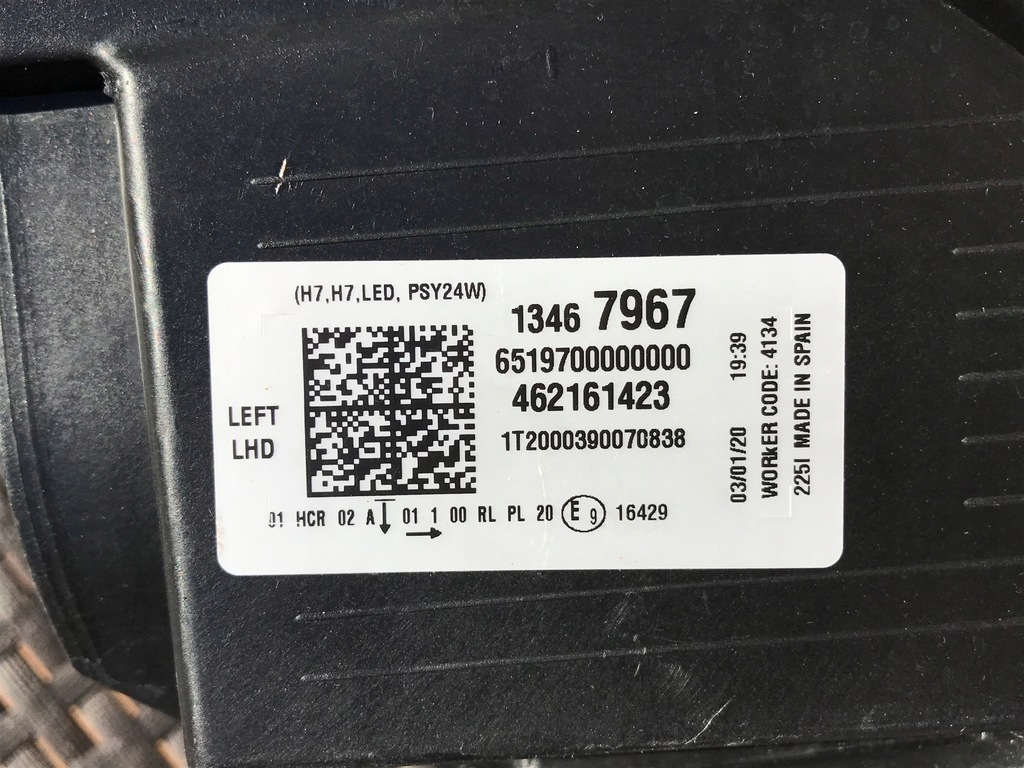 (H7,H7,LED, PSY24W)
1346 7967
6519700000000
462161423
1T2000390070838
LEFT
LHD
01 HCR 02 A 01 1 00 RL PL 20 E 9 16429
03/01/20 19:39
WORKER CODE: 4134
225I MADE IN SPAIN